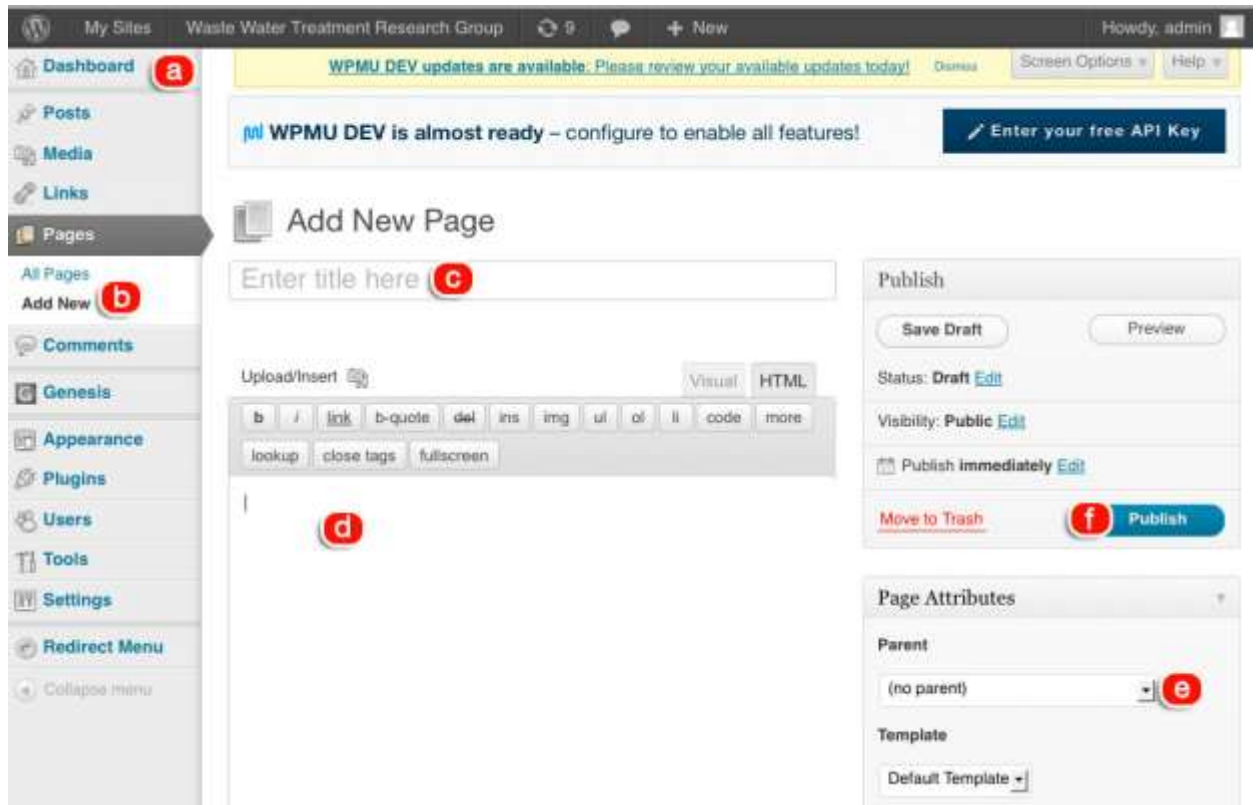 My Sites Waste Water Treatment Research Group 9 + New Howdy, admin
Dashboard a
WPMU DEV updates are available: Please review your available updates today! Dismiss Screen Options Help
Posts
Media
Links
Pages
All Pages
Add New b
Comments
Genesis
Appearance
Plugins
Users
Tools
Settings
Redirect Menu
Collapse menu
WPMU DEV is almost ready – configure to enable all features! Enter your free API Key
Add New Page
Enter title here c
Upload/Insert Visual HTML
b i link b-quote del ins img ul ol li code more
lookup close tags fullscreen
d
Publish
Save Draft Preview
Status: Draft Edit
Visibility: Public Edit
Publish immediately Edit
Move to Trash f Publish
Page Attributes
Parent
(no parent) e
Template
Default Template